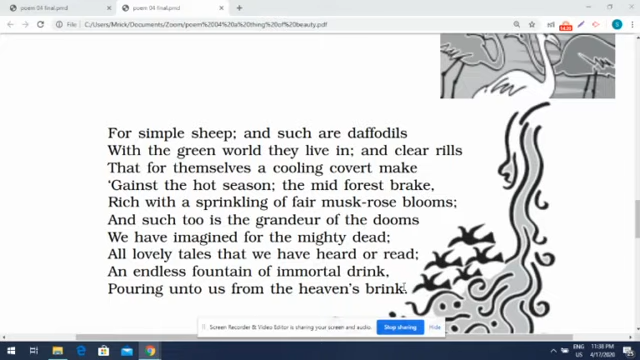 poem 04 final.pmd
poem 04 final.pmd
File | C:/Users/Mrick/Documents/Zoom/poem%2004%20a%20thing%20of%20beauty.pdf
For simple sheep; and such are daffodils
With the green world they live in; and clear rills
That for themselves a cooling covert make
‘Gainst the hot season; the mid forest brake,
Rich with a sprinkling of fair musk-rose blooms;
And such too is the grandeur of the dooms
We have imagined for the mighty dead;
All lovely tales that we have heard or read;
An endless fountain of immortal drink,
Pouring unto us from the heaven’s brink.
Screen Recorder & Video Editor is sharing your screen and audio.
Stop sharing
Hide
ENG
US
11:38 PM
4/17/2020